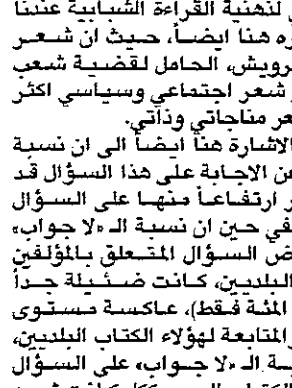 لذهنية القراءة الشبابية عندنا
ره هنا ايضاً، حيث ان شعر
رويش، الحامل لقضية شعب
شعر اجتماعي وسياسي اكثر
عر مناجاتي وذاتي.
الاشارة هنا ايضاً الى ان نسبة
عن الاجابة على هذا السؤال قد
ر ارتفاعاً منها على السؤال
في حين ان نسبة الـ «لا جواب»
ض السؤال المتعلق بالمؤلفين
البلديين، كانت ضئيلة جداً
المئة فقط)، عاكسة مستوى
المتابعة لهؤلاء الكتاب البلديين،
ـة الـ «لا جواب» على السؤال